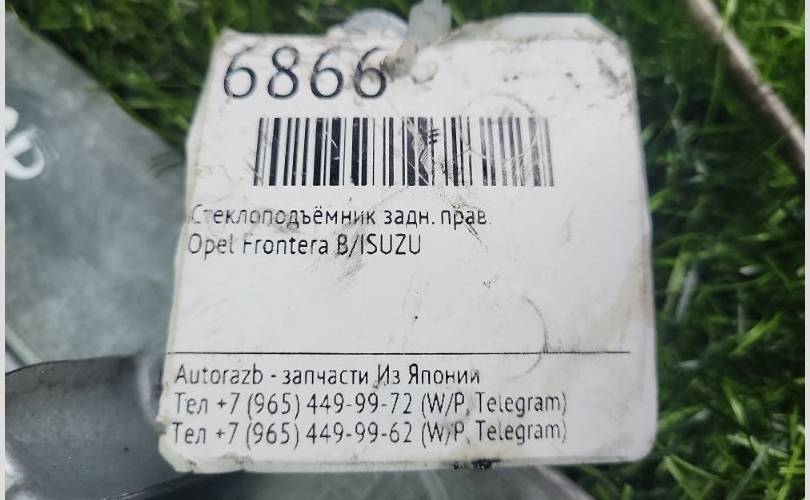 6866
Стеклоподъёмник задн. прав.
Opel Frontera B/ISUZU
Autorazb - запчасти Из Японии
Тел +7 (965) 449-99-72 (W/P, Telegram)
Тел +7 (965) 449-99-62 (W/P, Telegram)